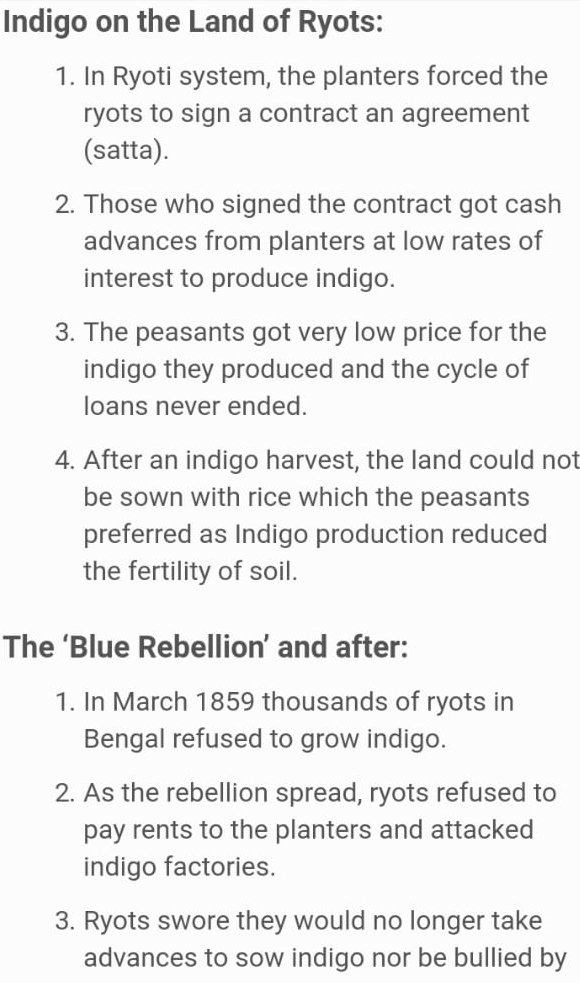 Indigo on the Land of Ryots:
1. In Ryoti system, the planters forced the
ryots to sign a contract an agreement
(satta).
2. Those who signed the contract got cash
advances from planters at low rates of
interest to produce indigo.
3. The peasants got very low price for the
indigo they produced and the cycle of
loans never ended.
4. After an indigo harvest, the land could not
be sown with rice which the peasants
preferred as Indigo production reduced
the fertility of soil.
The ‘Blue Rebellion’ and after:
1. In March 1859 thousands of ryots in
Bengal refused to grow indigo.
2. As the rebellion spread, ryots refused to
pay rents to the planters and attacked
indigo factories.
3. Ryots swore they would no longer take
advances to sow indigo nor be bullied by